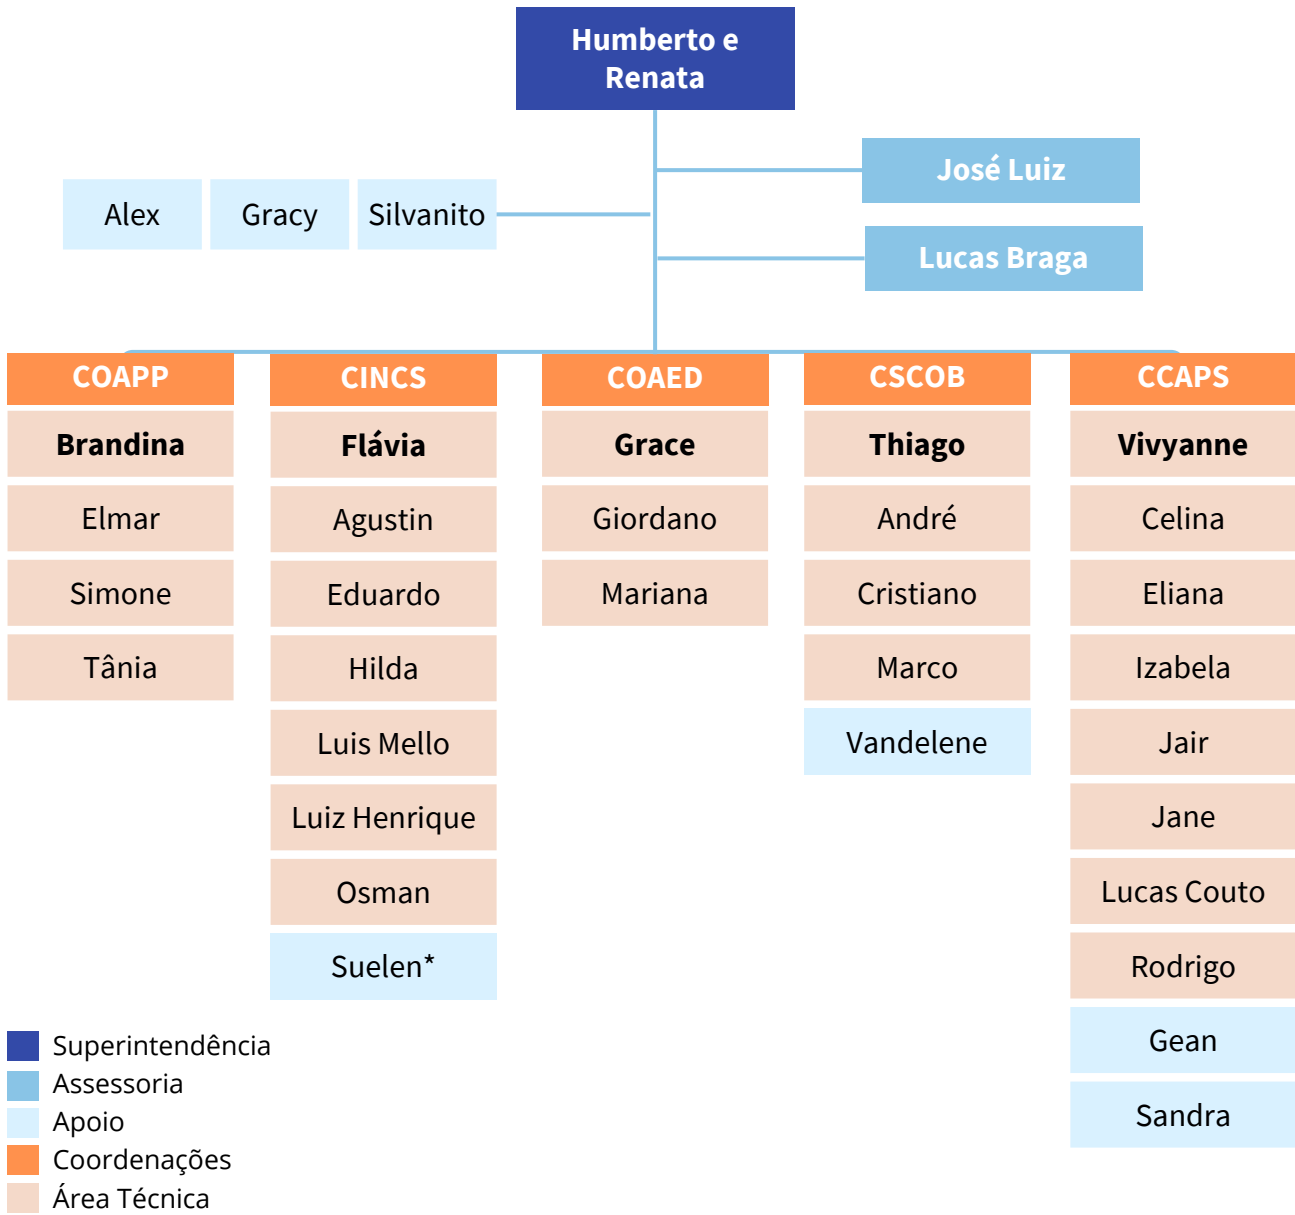 Humberto e
Renata
José Luiz
Alex
Gracy
Silvanito
Lucas Braga
COAPP
Brandina
Elmar
Simone
Tânia
CINCS
Flávia
Agustin
Eduardo
Hilda
Luis Mello
Luiz Henrique
Osman
Suelen*
COAED
Grace
Giordano
Mariana
CSCOB
Thiago
André
Cristiano
Marco
Vandelene
CCAPS
Vivyanne
Celina
Eliana
Izabela
Jair
Jane
Lucas Couto
Rodrigo
Gean
Sandra
Superintendência
Assessoria
Apoio
Coordenações
Área Técnica